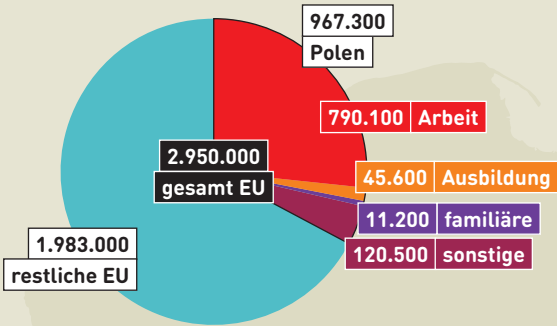 967.300
Polen
790.100 Arbeit
2.950.000
gesamt EU
45.600 Ausbildung
11.200 familiäre
1.983.000
restliche EU
120.500 sonstige